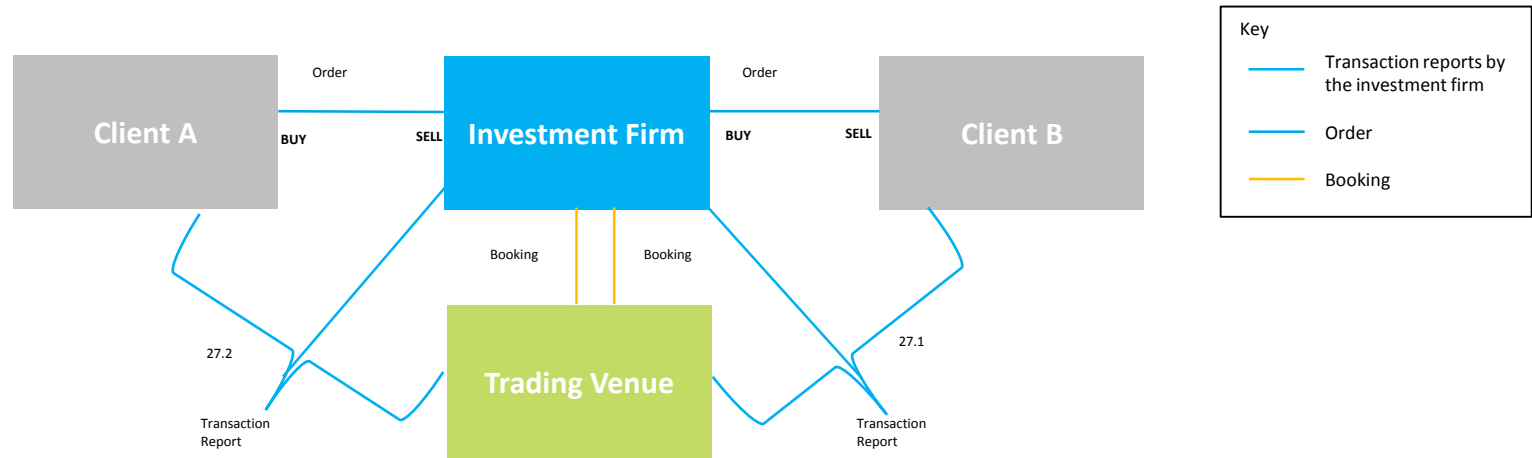 Key
Transaction reports by
the investment firm
Order
Booking
Order
Order
Client A
BUY
SELL
Investment Firm
BUY
SELL
Client B
Booking
Booking
27.2
27.1
Trading Venue
Transaction
Report
Transaction
Report